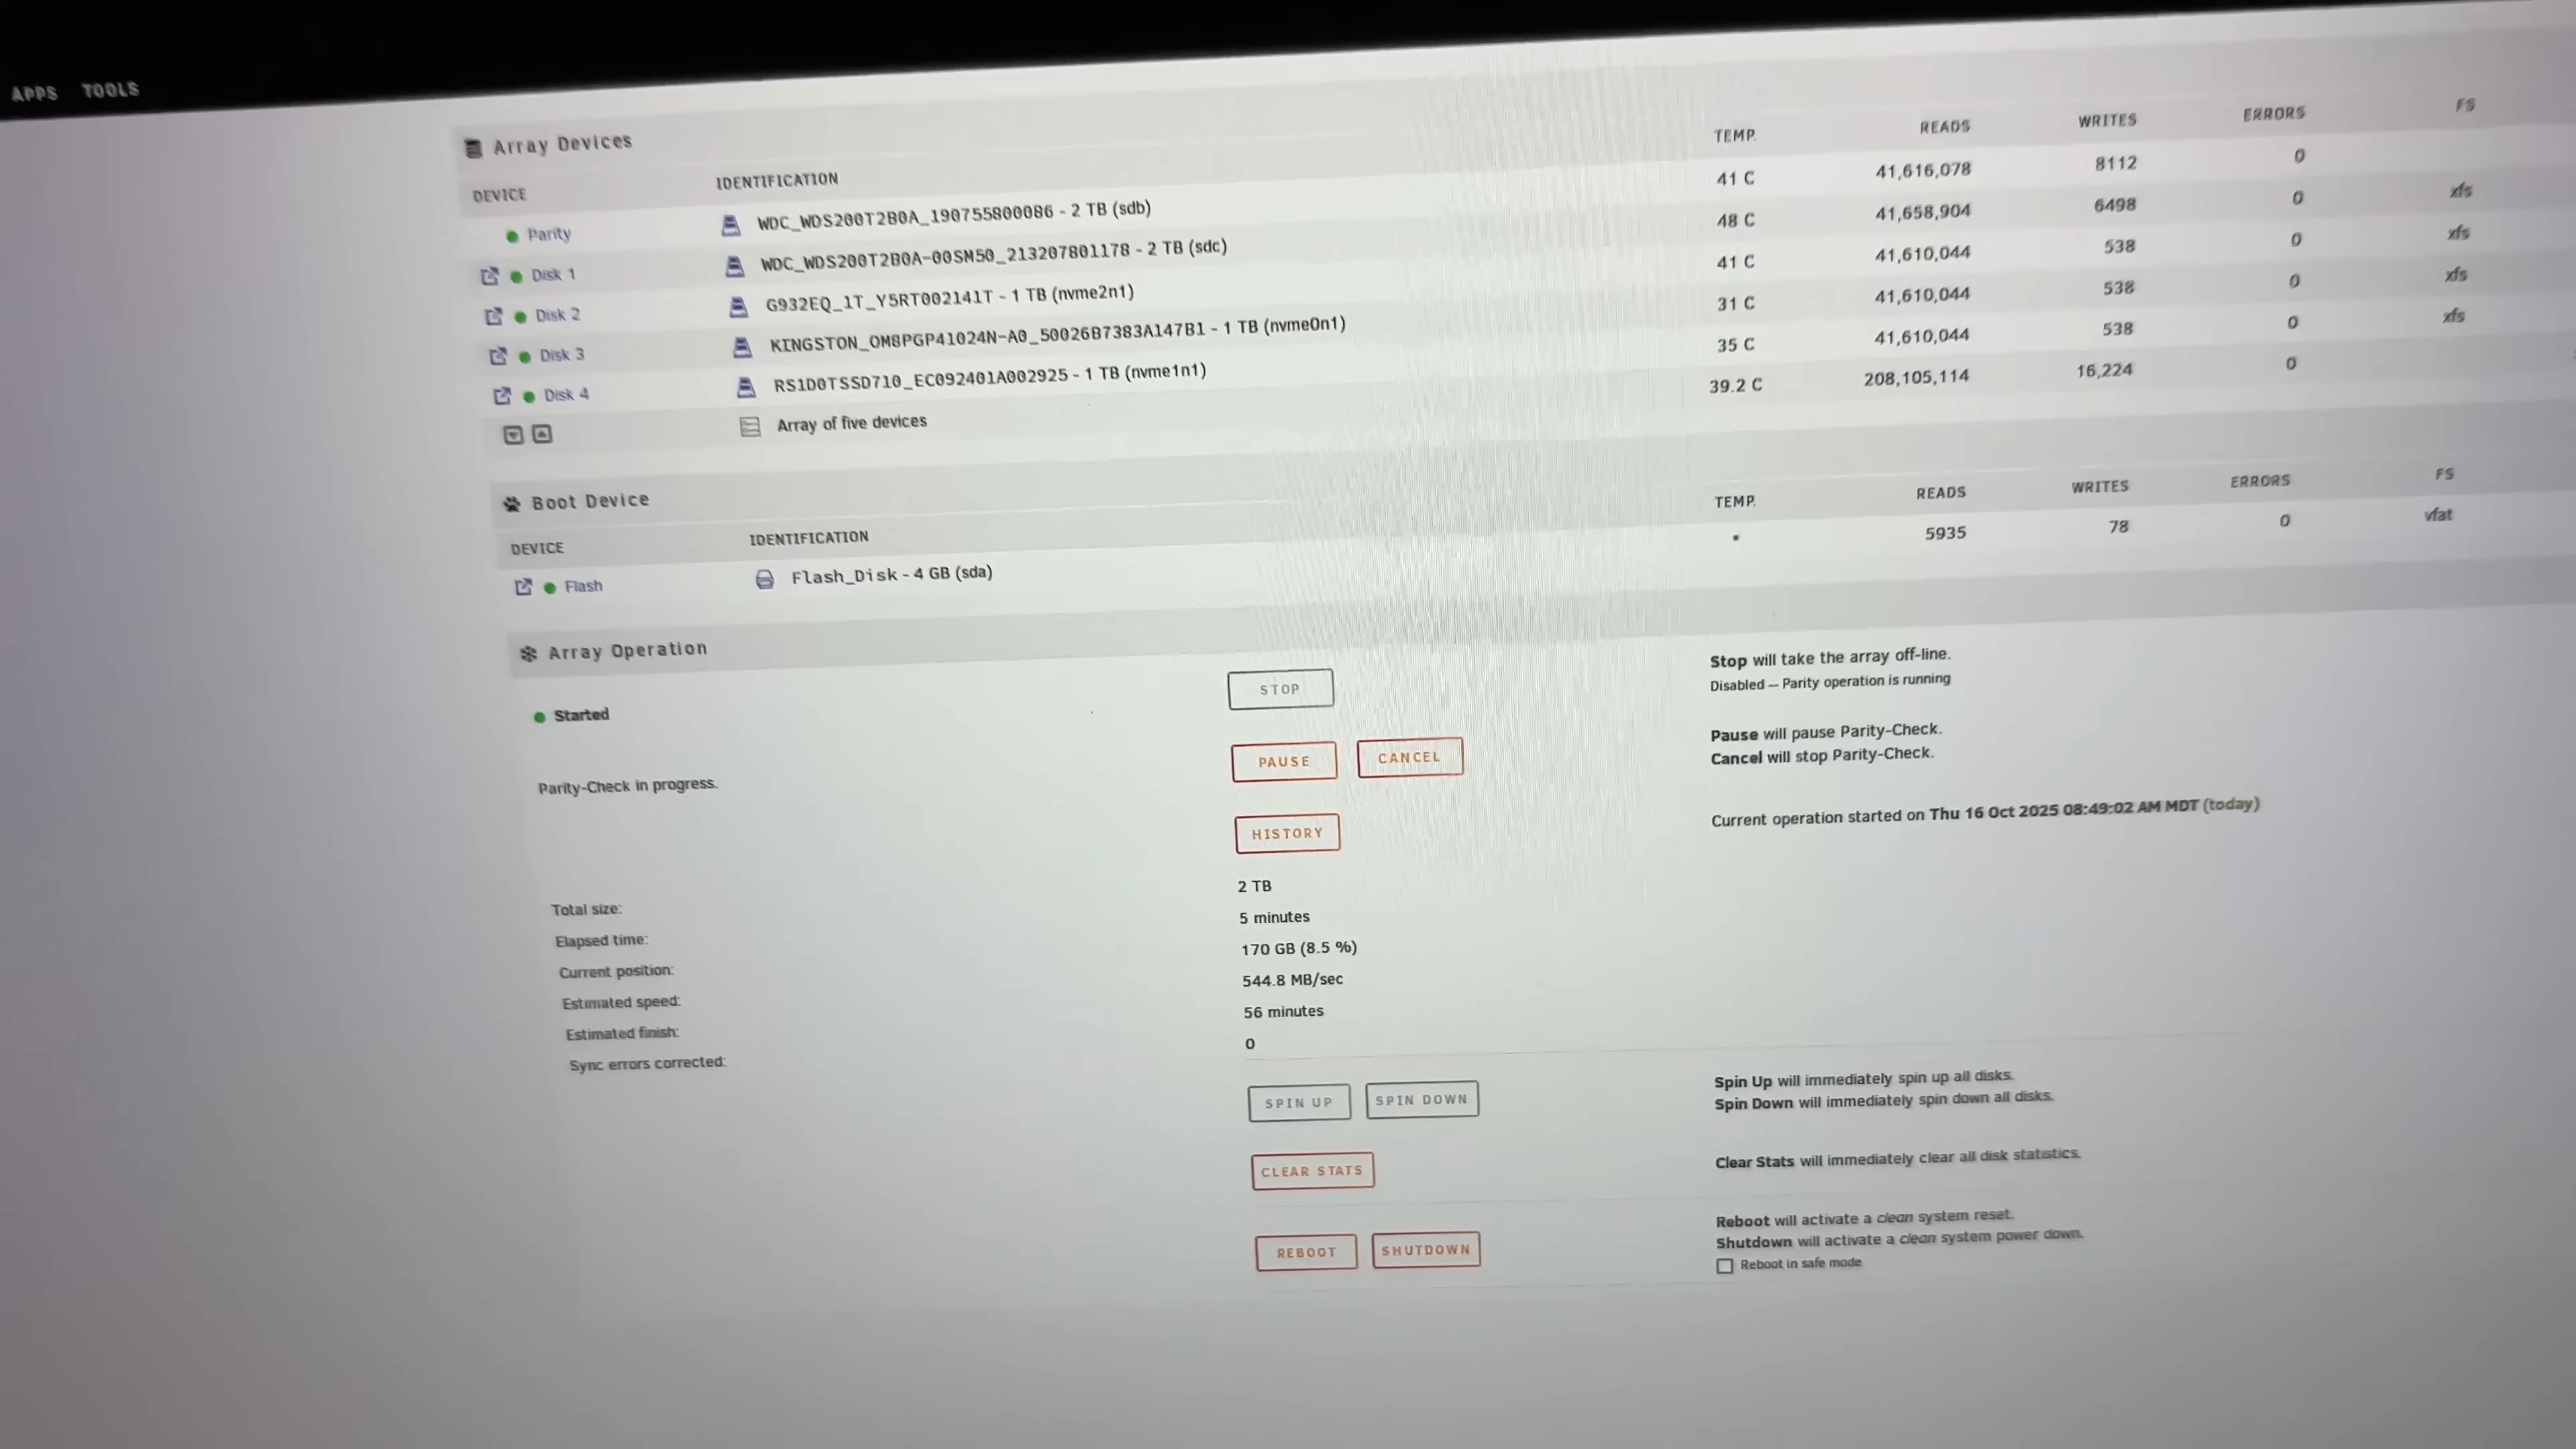 APPS TOOLS
Array Devices
DEVICE IDENTIFICATION TEMP. READS WRITES ERRORS FS
Parity WDC_WDS200T2B0A_190755800086 - 2 TB (sdb) 41 C 41,616,078 8112 0
Disk 1 WDC_WDS200T2B0A-00SM50_213207801178 - 2 TB (sdc) 48 C 41,658,904 6498 0 xfs
Disk 2 G932EQ_1T_Y5RT002141T - 1 TB (nvme2n1) 41 C 41,610,044 538 0 xfs
Disk 3 KINGSTON_OM8PGP41024N-A0_50026B7383A147B1 - 1 TB (nvme0n1) 31 C 41,610,044 538 0 xfs
Disk 4 RS1D0TSSD710_EC092401A002925 - 1 TB (nvme1n1) 35 C 41,610,044 538 0 xfs
Array of five devices 39.2 C 208,105,114 16,224 0
Boot Device
DEVICE IDENTIFICATION TEMP. READS WRITES ERRORS FS
Flash Flash_Disk - 4 GB (sda) * 5935 78 0 vfat
Array Operation
Started STOP Stop will take the array off-line.
Disabled — Parity operation is running
Parity-Check in progress. PAUSE CANCEL Pause will pause Parity-Check.
Cancel will stop Parity-Check.
HISTORY Current operation started on Thu 16 Oct 2025 08:49:02 AM MDT (today)
Total size: 2 TB
Elapsed time: 5 minutes
Current position: 170 GB (8.5 %)
Estimated speed: 544.8 MB/sec
Estimated finish: 56 minutes
Sync errors corrected: 0
SPIN UP SPIN DOWN Spin Up will immediately spin up all disks.
Spin Down will immediately spin down all disks.
CLEAR STATS Clear Stats will immediately clear all disk statistics.
REBOOT SHUTDOWN Reboot will activate a clean system reset.
Shutdown will activate a clean system power down.
Reboot in safe mode